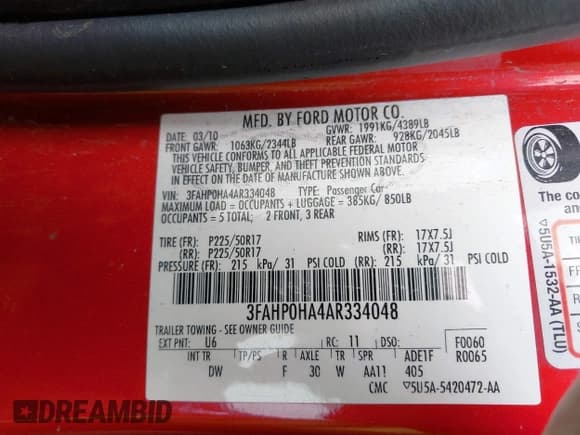 MFD. BY FORD MOTOR CO.
DATE: 03/10 GVWR: 1991KG/4389LB
FRONT GAWR: 1063KG/2344LB REAR GAWR: 928KG/2045LB
THIS VEHICLE CONFORMS TO ALL APPLICABLE FEDERAL MOTOR
VEHICLE SAFETY, BUMPER, AND THEFT PREVENTION STANDARDS
IN EFFECT ON THE DATE OF MANUFACTURE SHOWN ABOVE.
VIN: 3FAHP0HA4AR334048 TYPE: Passenger Car
MAXIMUM LOAD = OCCUPANTS + LUGGAGE = 385KG/ 850LB
OCCUPANTS = 5 TOTAL; 2 FRONT, 3 REAR
TIRE (FR): P225/50R17 RIMS (FR): 17X7.5J
(RR): P225/50R17 (RR): 17X7.5J
PRESSURE (FR): 215 kPa/ 31 PSI COLD (RR): 215 kPa/ 31 PSI COLD
3FAHP0HA4AR334048
TRAILER TOWING - SEE OWNER GUIDE
EXT PNT: U6 RC: 11 DSO: F0060
R0065
INT TR TP/PS R AXLE TR SPR ADE1F
DW F 30 W AA11 405
CMC ▽5U5A-5420472-AA
The co
an
▽5U5A-1532-AA (TLU)
DREAMBID